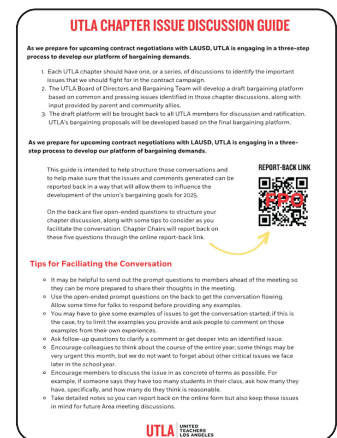 UTLA CHAPTER ISSUE DISCUSSION GUIDE
As we prepare for upcoming contract negotiations with LAUSD, UTLA is engaging in a three-step
process to develop our platform of bargaining demands.
1. Each UTLA chapter should have one, or a series, of discussions to identify the important
issues that we should fight for in the contract campaign.
2. The UTLA Board of Directors and Bargaining Team will develop a draft bargaining platform
based on common and pressing issues identified in those chapter discussions, along with
input provided by parent and community allies.
3. The draft platform will be brought back to all UTLA members for discussion and ratification.
UTLA's bargaining proposals will be developed based on the final bargaining platform.
As we prepare for upcoming contract negotiations with LAUSD, UTLA is engaging in a three-
step process to develop our platform of bargaining demands.
This guide is intended to help structure those conversations and
to help make sure that the issues and comments generated can be
reported back in a way that will allow them to influence the
development of the union's bargaining goals for 2025.
On the back are five open-ended questions to structure your
chapter discussion, along with some tips to consider as you
facilitate the conversation. Chapter Chairs will report back on
these five questions through the online report-back link.
REPORT-BACK LINK
FPO
Tips for Facilitating the Conversation
It may be helpful to send out the prompt questions to members ahead of the meeting so
they can be more prepared to share their thoughts in the meeting.
Use the open-ended prompt questions on the back to get the conversation flowing.
Allow some time for folks to respond before providing any examples.
You may have to give some examples of issues to get the conversation started; if this is
the case, try to limit the examples you provide and ask people to comment on those
examples from their own experiences.
Ask follow-up questions to clarify a comment or get deeper into an identified issue.
Encourage colleagues to think about the course of the entire year; some things may be
very urgent this month, but we do not want to forget about other critical issues we face
later in the school year.
Encourage members to discuss the issue in as concrete of terms as possible. For
example, if someone says they have too many students in their class, ask how many they
have, specifically, and how many do they think is reasonable.
Take detailed notes so you can report back on the online form but also keep these issues
in mind for future Area meeting discussions.
UTLA
UNITED
TEACHERS
LOS ANGELES